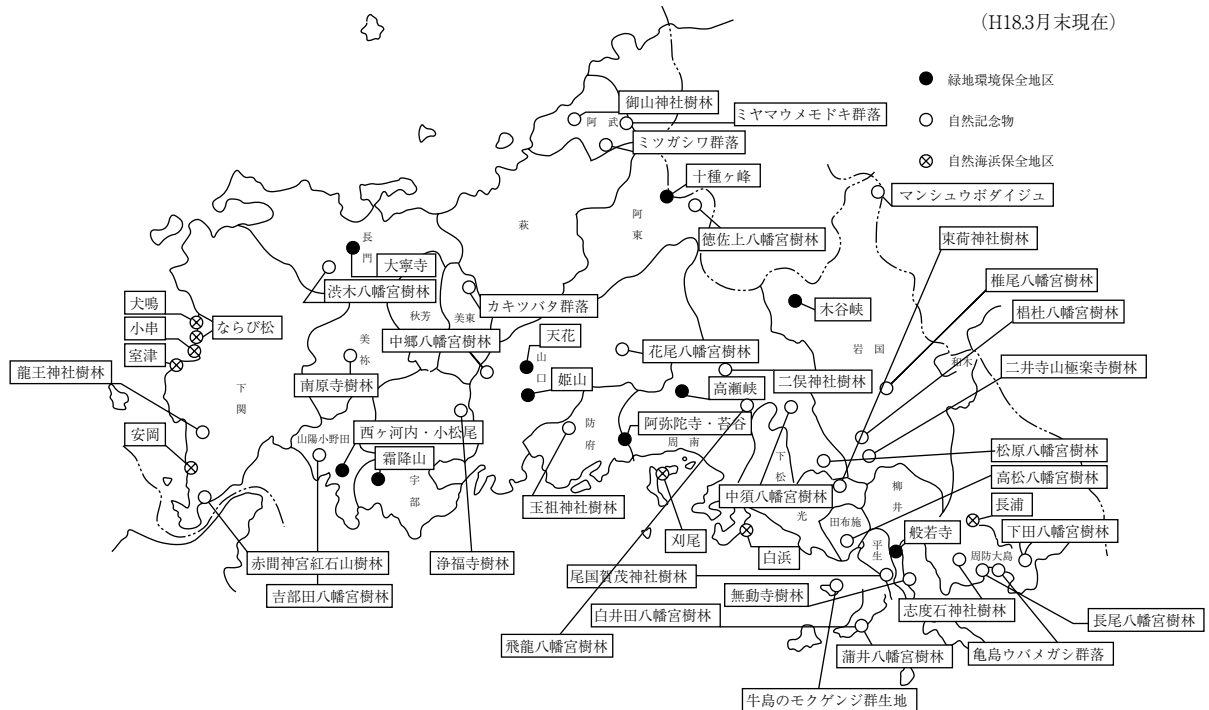 (H18.3月末現在)
緑地環境保全地区
自然記念物
自然海浜保全地区
御山神社樹林
ミヤマウメモドキ群落
阿武
ミツガシワ群落
十種ヶ峰
マンシュウボダイジュ
萩
阿東
徳佐上八幡宮樹林
束荷神社樹林
長門
大寧寺
渋木八幡宮樹林
カキツバタ群落
椎尾八幡宮樹林
木谷峡
椙杜八幡宮樹林
犬鳴
小串
ならび松
室津
秋芳
美東
天花
中郷八幡宮樹林
美祢
山口
花尾八幡宮樹林
岩国
和木
二井寺山極楽寺樹林
龍王神社樹林
下関
南原寺樹林
姫山
高瀬峡
二俣神社樹林
安岡
山陽小野田
西ヶ河内・小松尾
霜降山
宇部
防府
阿弥陀寺・苔谷
周南
下松
松原八幡宮樹林
高松八幡宮樹林
中須八幡宮樹林
柳井
長浦
玉祖神社樹林
光
田布施
般若寺
下田八幡宮樹林
刈尾
白浜
平生
周防大島
赤間神宮紅石山樹林
浄福寺樹林
尾国賀茂神社樹林
吉部田八幡宮樹林
無動寺樹林
志度石神社樹林
白井田八幡宮樹林
長尾八幡宮樹林
飛龍八幡宮樹林
蒲井八幡宮樹林
亀島ウバメガシ群落
牛島のモクゲンジ群生地